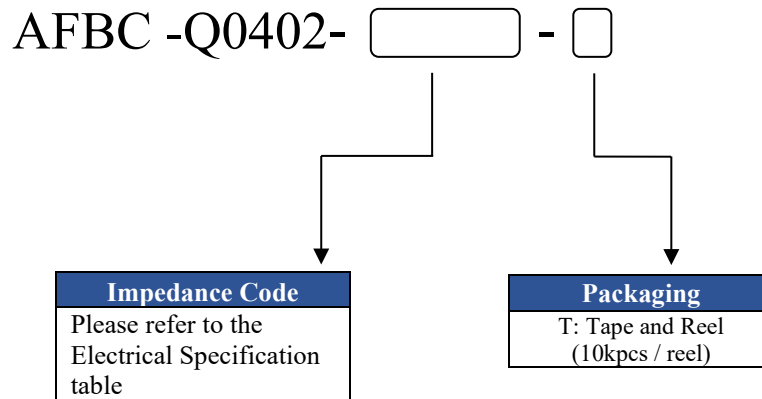 AFBC -Q0402- -
Impedance Code
Please refer to the
Electrical Specification
table
Packaging
T: Tape and Reel
(10kpcs / reel)